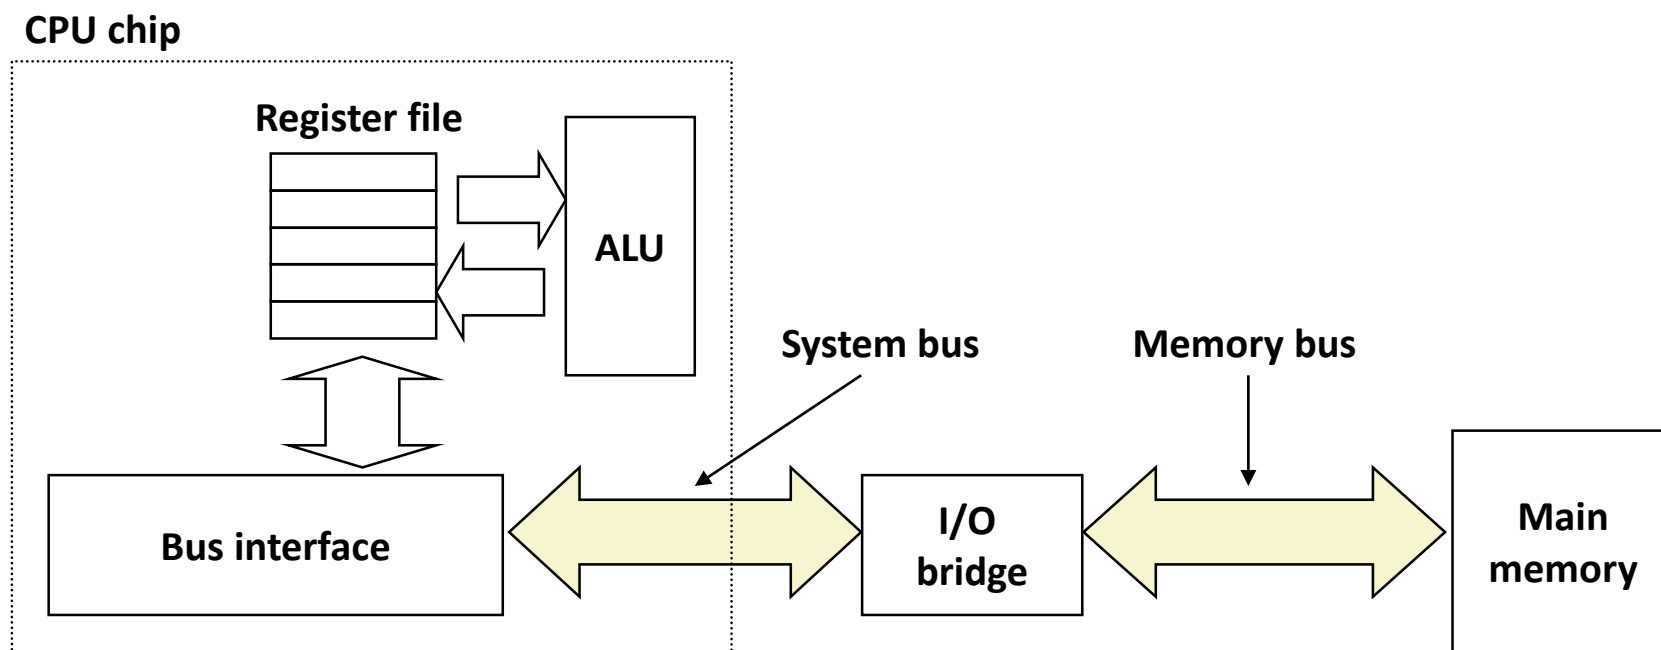 CPU chip
Register file
ALU
System bus
Memory bus
Bus interface
I/O
bridge
Main
memory